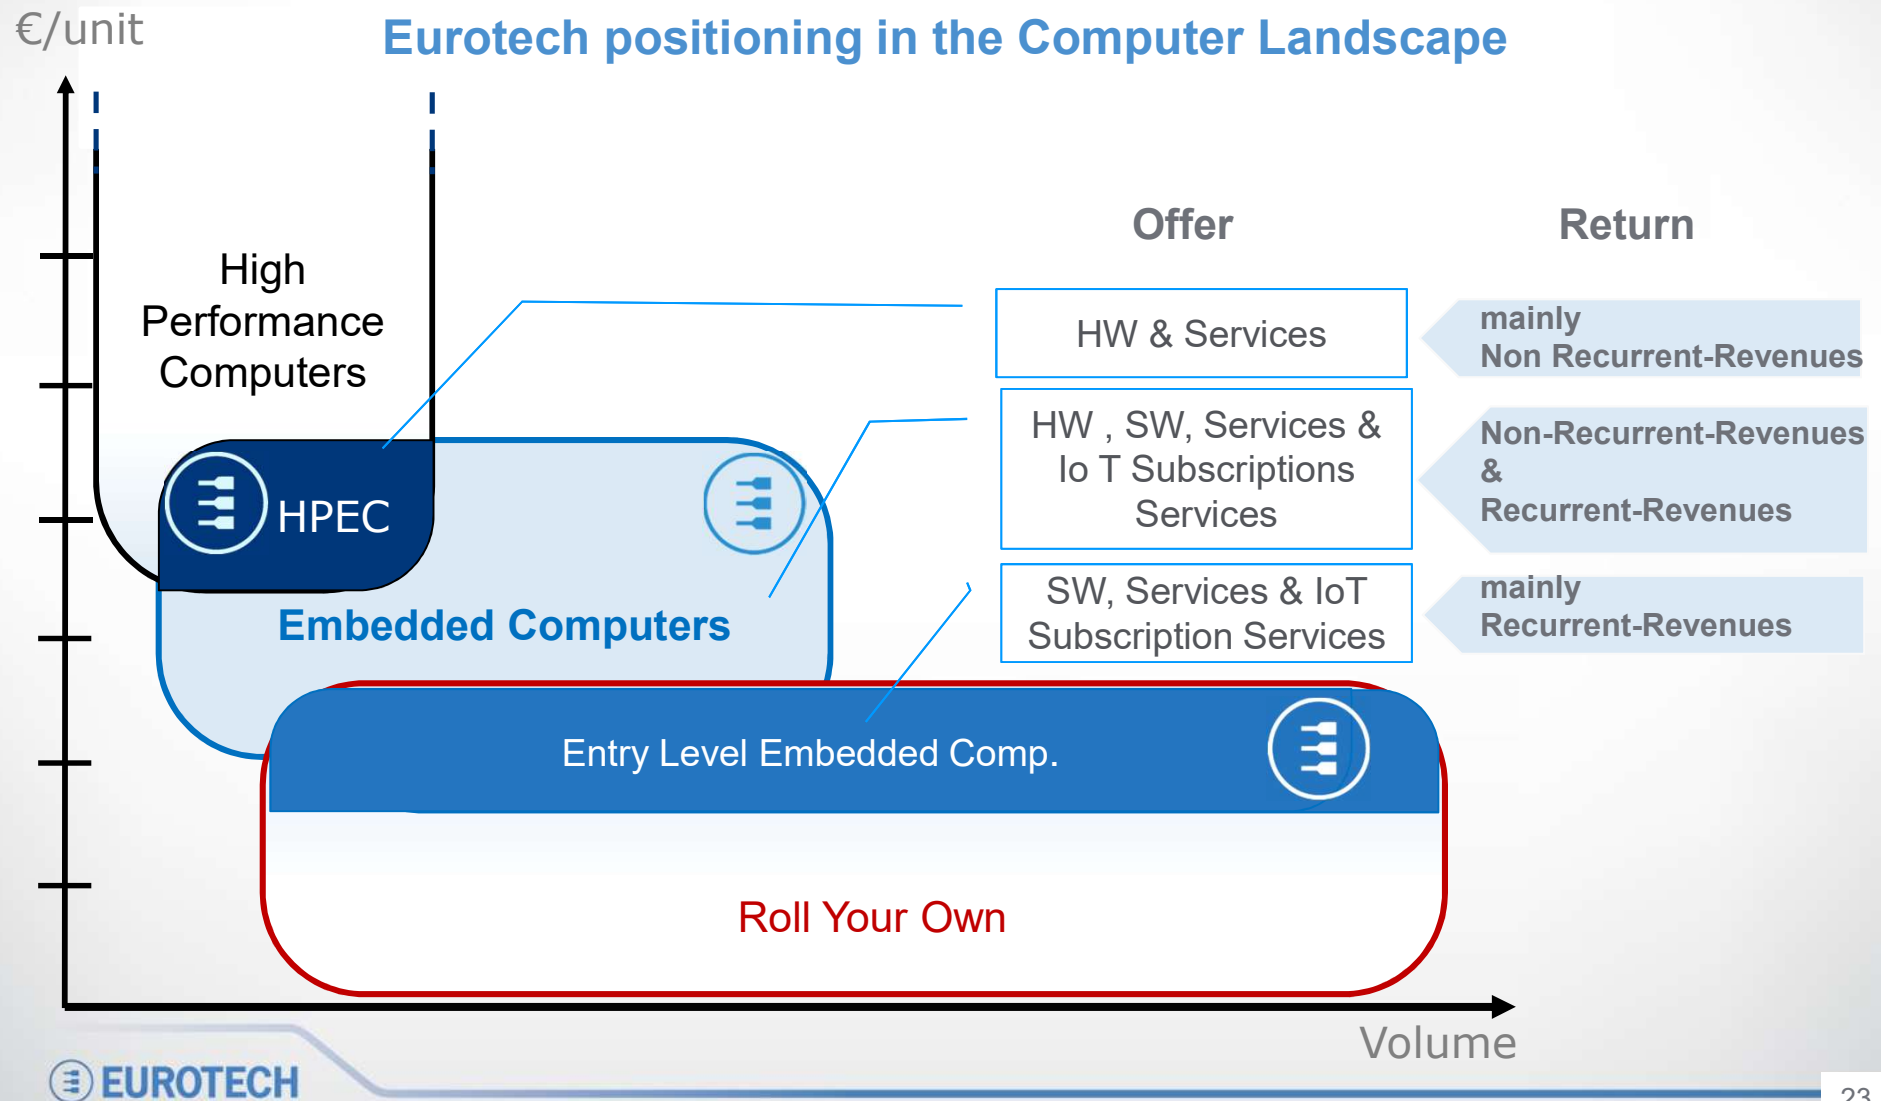 €/unit
Eurotech positioning in the Computer Landscape
Offer
Return
High
Performance
Computers
HW & Services
mainly
Non Recurrent-Revenues
HW , SW, Services &
Io T Subscriptions
Services
Non-Recurrent-Revenues
&
Recurrent-Revenues
HPEC
SW, Services & IoT
Subscription Services
mainly
Recurrent-Revenues
Embedded Computers
Entry Level Embedded Comp.
Roll Your Own
Volume
EUROTECH
23